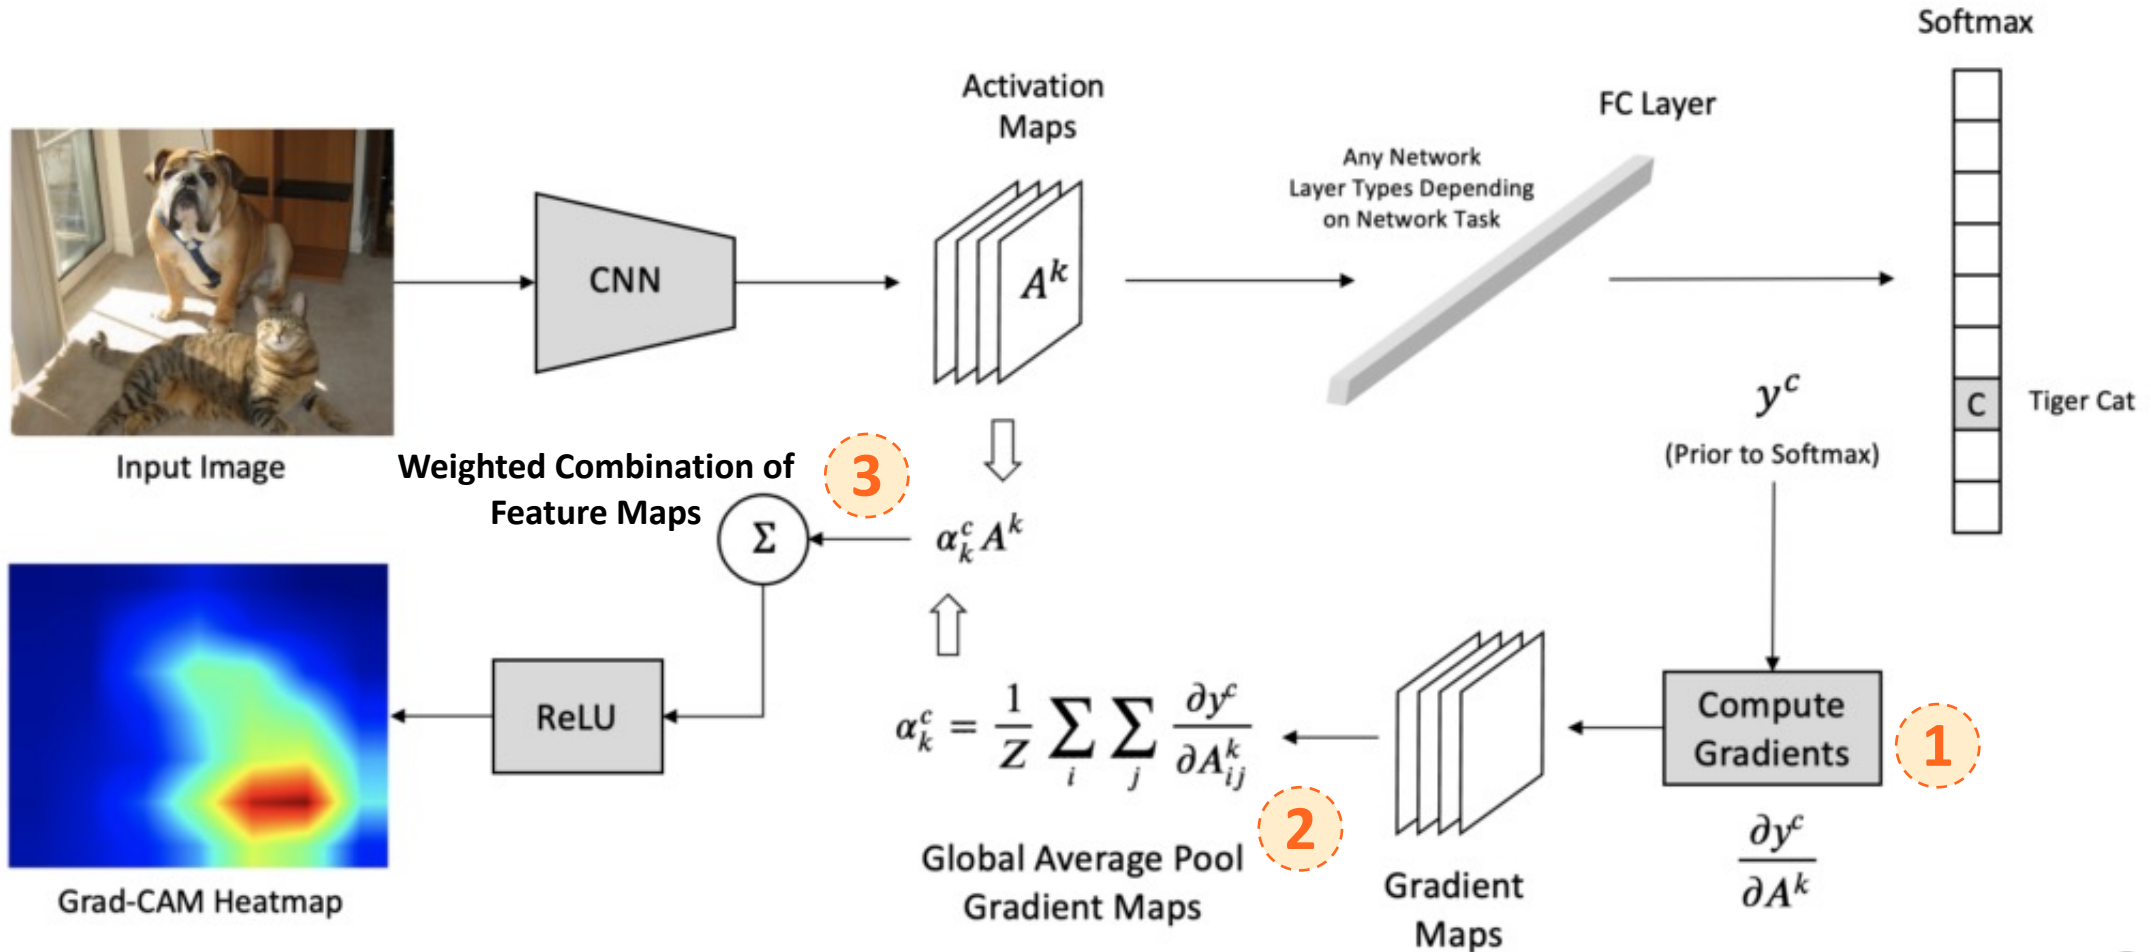 Softmax
Activation
Maps
FC Layer
Any Network
Layer Types Depending
on Network Task
CNN
A^k
y^c
(Prior to Softmax)
C
Tiger Cat
Input Image
Weighted Combination of
Feature Maps
3
Σ
α_k^c A^k
ReLU
α_k^c = 1/Z Σ_i Σ_j ∂y^c/∂A_{ij}^k
Compute
Gradients
1
2
∂y^c/∂A^k
Global Average Pool
Gradient Maps
Gradient
Maps
Grad-CAM Heatmap